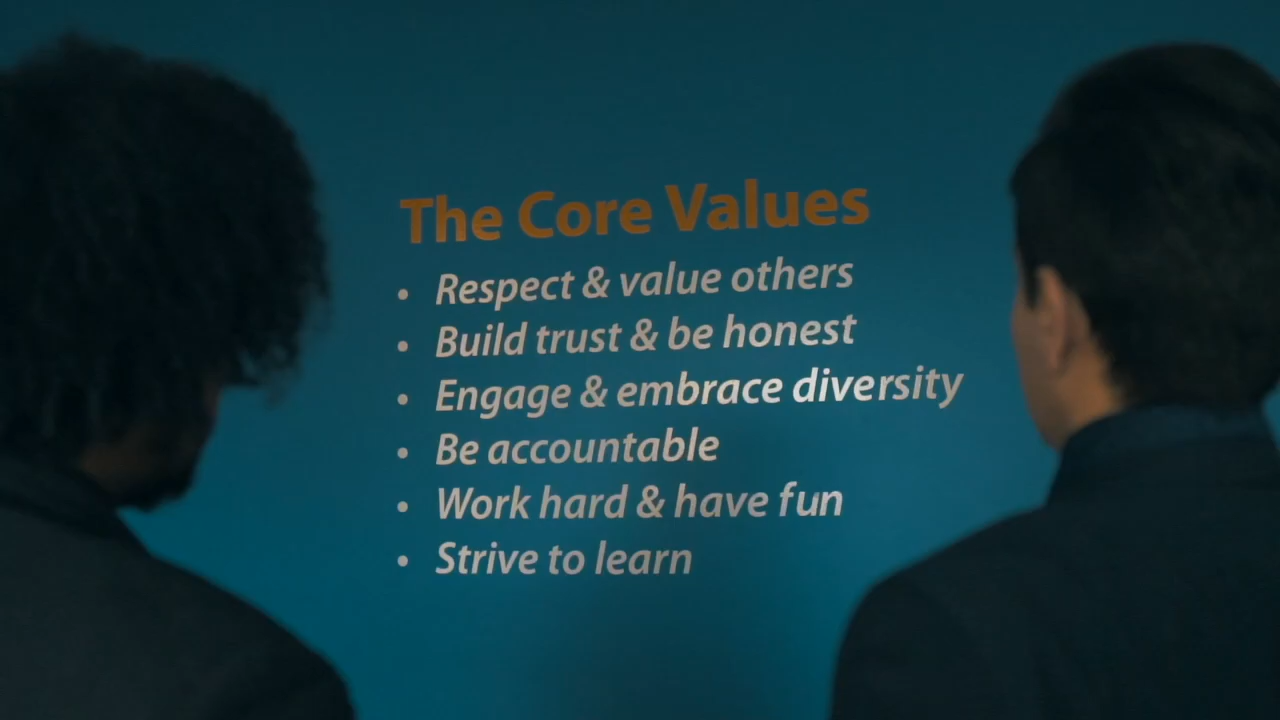 The Core Values
• Respect & value others
• Build trust & be honest
• Engage & embrace diversity
• Be accountable
• Work hard & have fun
• Strive to learn